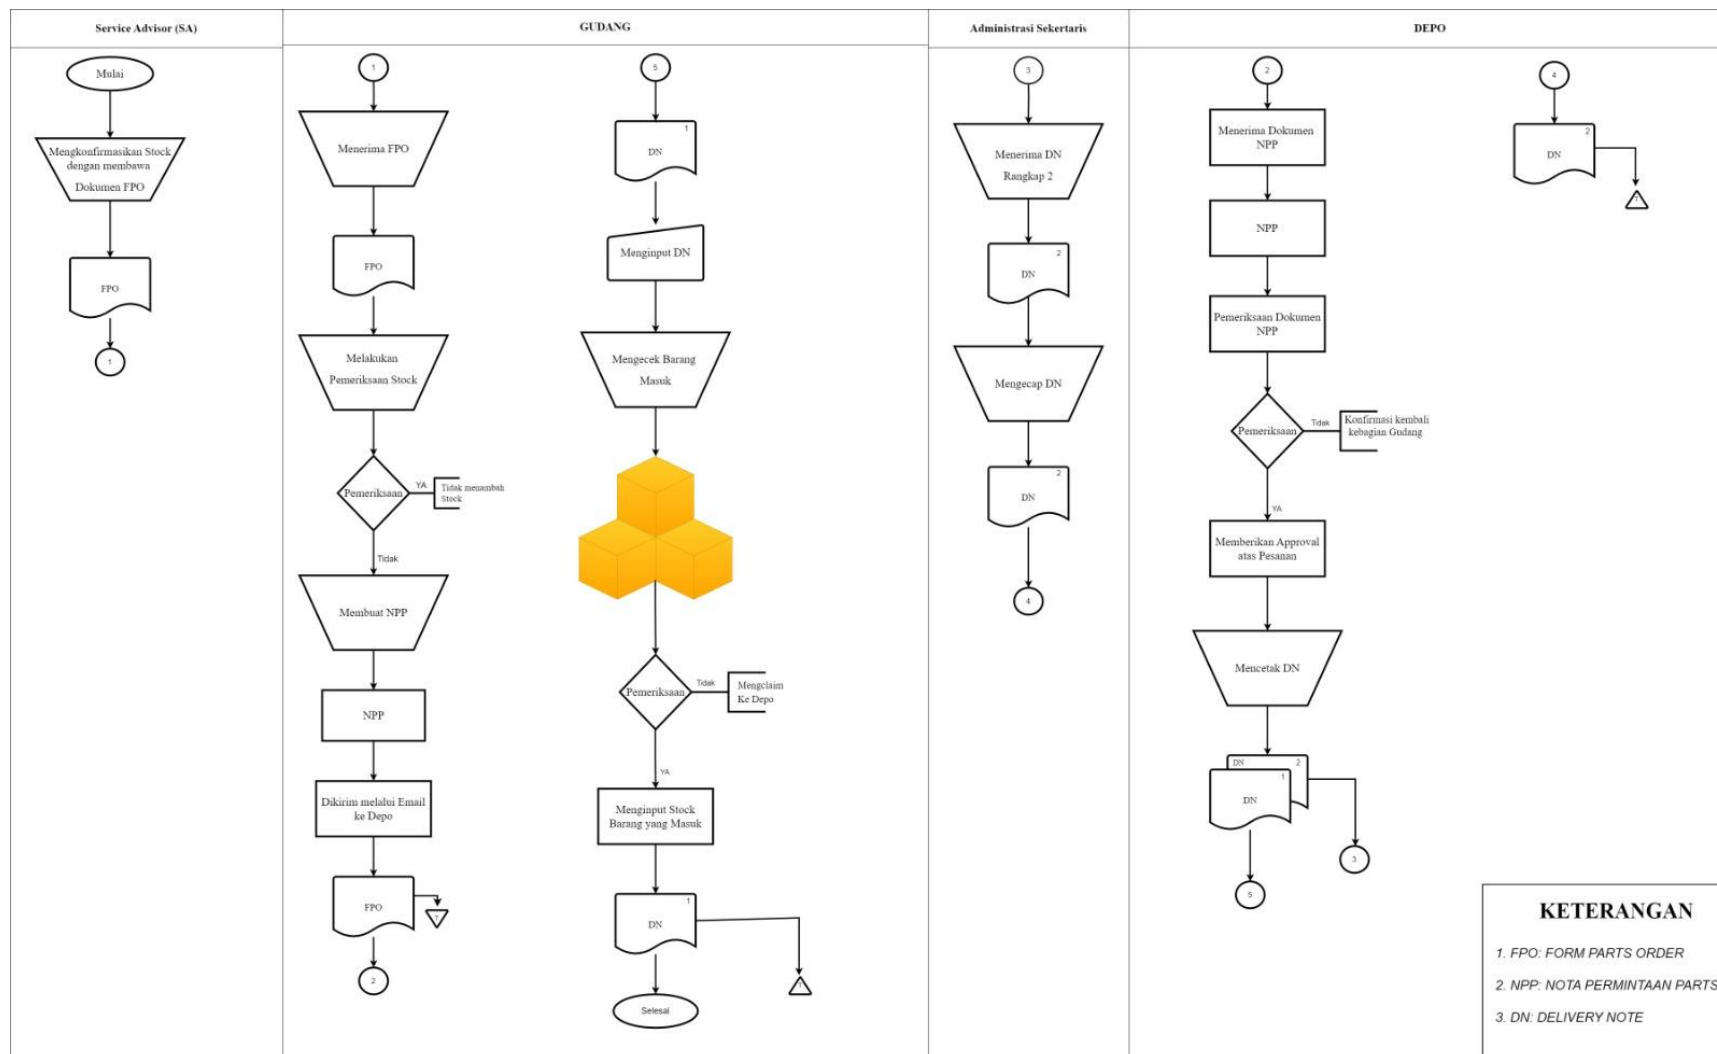 Service Advisor (SA)
GUDANG
Administrasi Sekertaris
DEPO
Mulai
Mengkonfirmasikan Stock
dengan membawa
Dokumen FPO
FPO
1
1
Menerima FPO
FPO
Melakukan
Pemeriksaan Stock
Pemeriksaan
YA
Tidak menambah
Stock
Tidak
Membuat NPP
NPP
Dikirim melalui Email
ke Depo
FPO
T
2
5
1
DN
Menginput DN
Mengecek Barang
Masuk
Pemeriksaan
Tidak
Mengclaim
Ke Depo
YA
Menginput Stock
Barang yang Masuk
1
DN
T
Selesai
3
Menerima DN
Rangkap 2
2
DN
Mengecap DN
2
DN
4
2
Menerima Dokumen
NPP
NPP
Pemeriksaan Dokumen
NPP
Pemeriksaan
Tidak
Konfirmasi kembali
kebagian Gudang
YA
Memberikan Approval
atas Pesanan
Mencetak DN
DN
2
1
DN
3
5
4
2
DN
T
KETERANGAN
1. FPO: FORM PARTS ORDER
2. NPP: NOTA PERMINTAAN PARTS
3. DN: DELIVERY NOTE